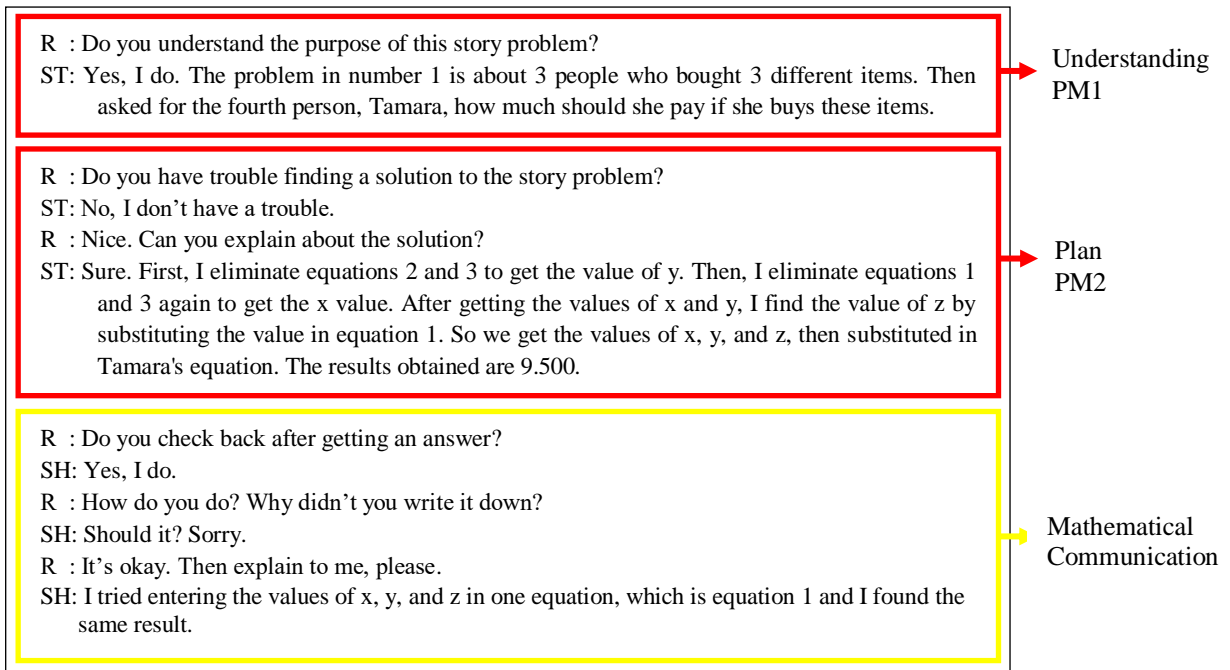 R : Do you understand the purpose of this story problem?
ST: Yes, I do. The problem in number 1 is about 3 people who bought 3 different items. Then
asked for the fourth person, Tamara, how much should she pay if she buys these items.
Understanding
PM1
R : Do you have trouble finding a solution to the story problem?
ST: No, I don’t have a trouble.
R : Nice. Can you explain about the solution?
ST: Sure. First, I eliminate equations 2 and 3 to get the value of y. Then, I eliminate equations 1
and 3 again to get the x value. After getting the values of x and y, I find the value of z by
substituting the value in equation 1. So we get the values of x, y, and z, then substituted in
Tamara's equation. The results obtained are 9.500.
Plan
PM2
R : Do you check back after getting an answer?
SH: Yes, I do.
R : How do you do? Why didn’t you write it down?
SH: Should it? Sorry.
R : It’s okay. Then explain to me, please.
SH: I tried entering the values of x, y, and z in one equation, which is equation 1 and I found the
same result.
Mathematical
Communication